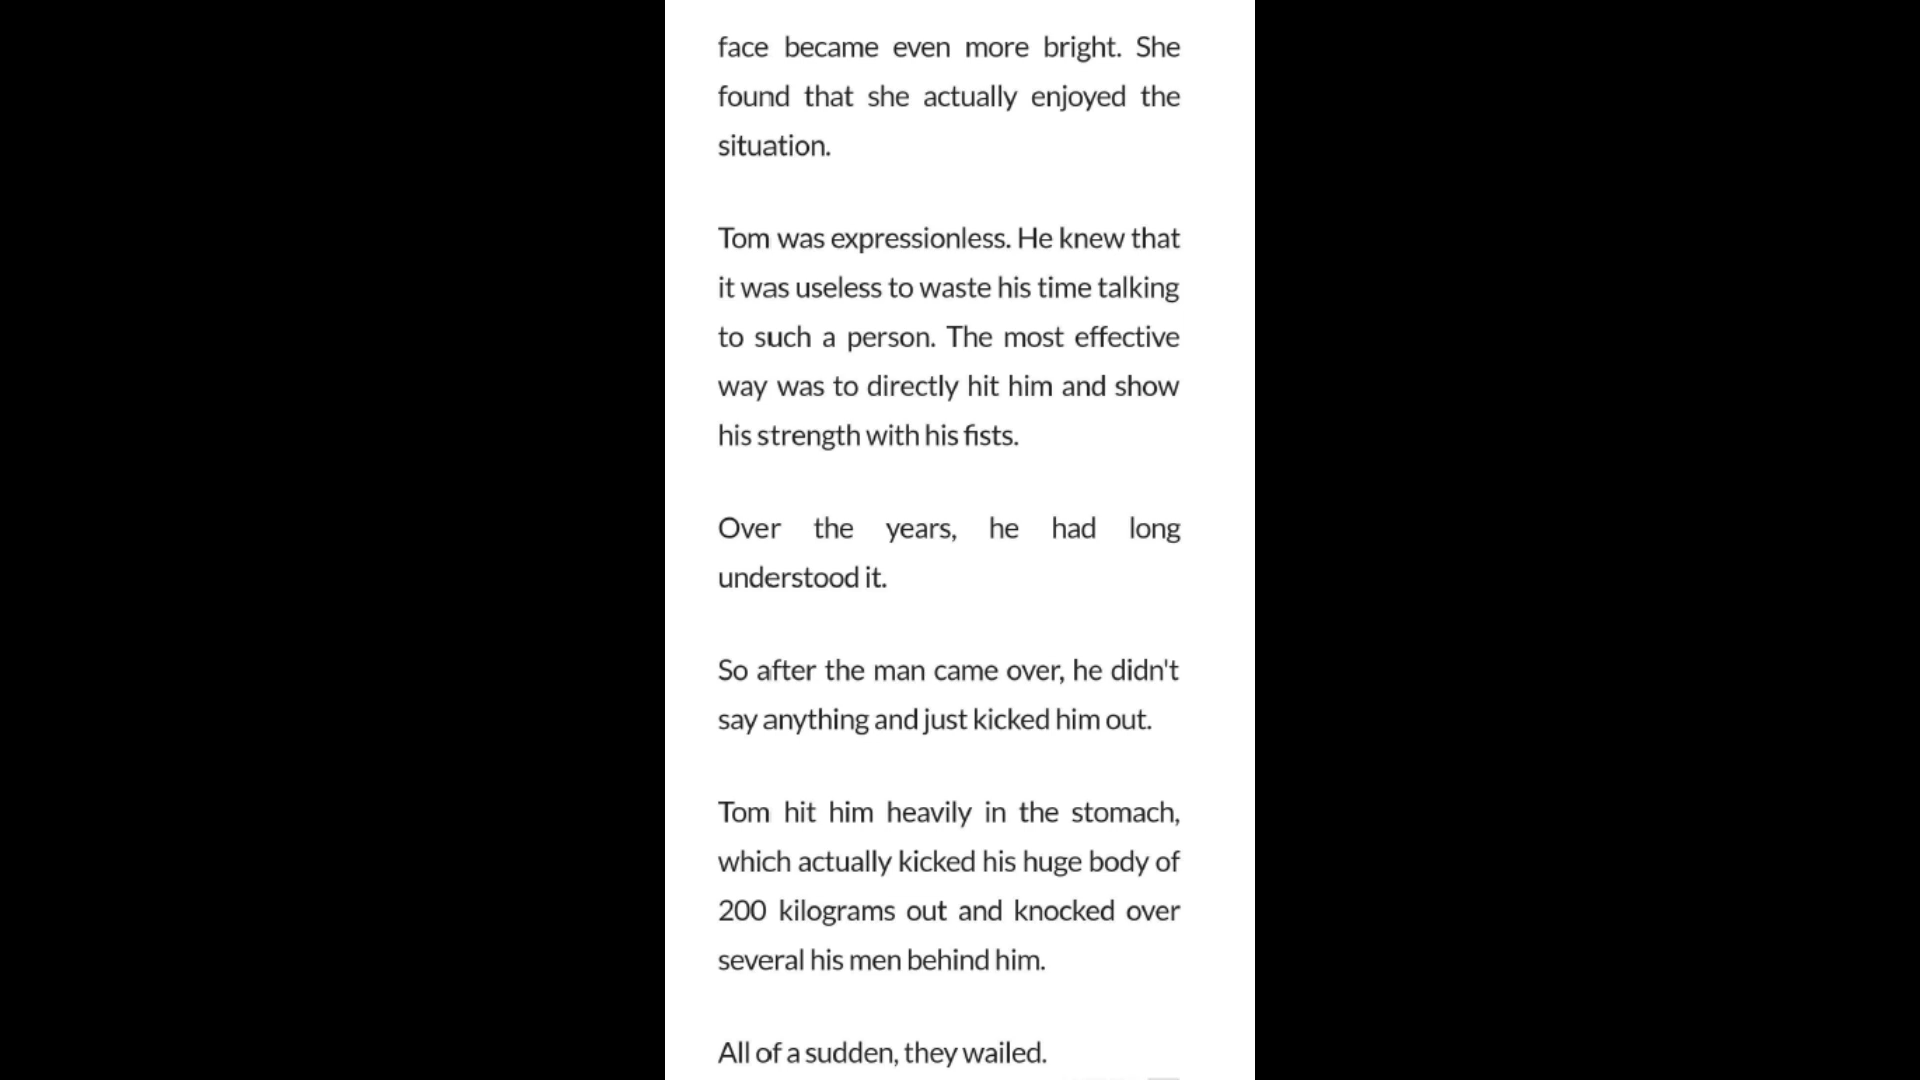 face became even more bright. She
found that she actually enjoyed the
situation.
Tom was expressionless. He knew that
it was useless to waste his time talking
to such a person. The most effective
way was to directly hit him and show
his strength with his fists.
Over the years, he had long
understood it.
So after the man came over, he didn't
say anything and just kicked him out.
Tom hit him heavily in the stomach,
which actually kicked his huge body of
200 kilograms out and knocked over
several his men behind him.
All of a sudden, they wailed.